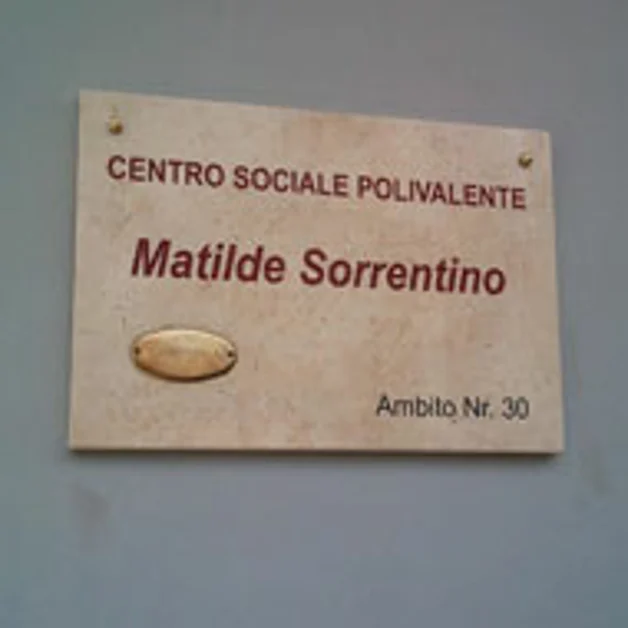 CENTRO SOCIALE POLIVALENTE
Matilde Sorrentino
Ambito Nr. 30